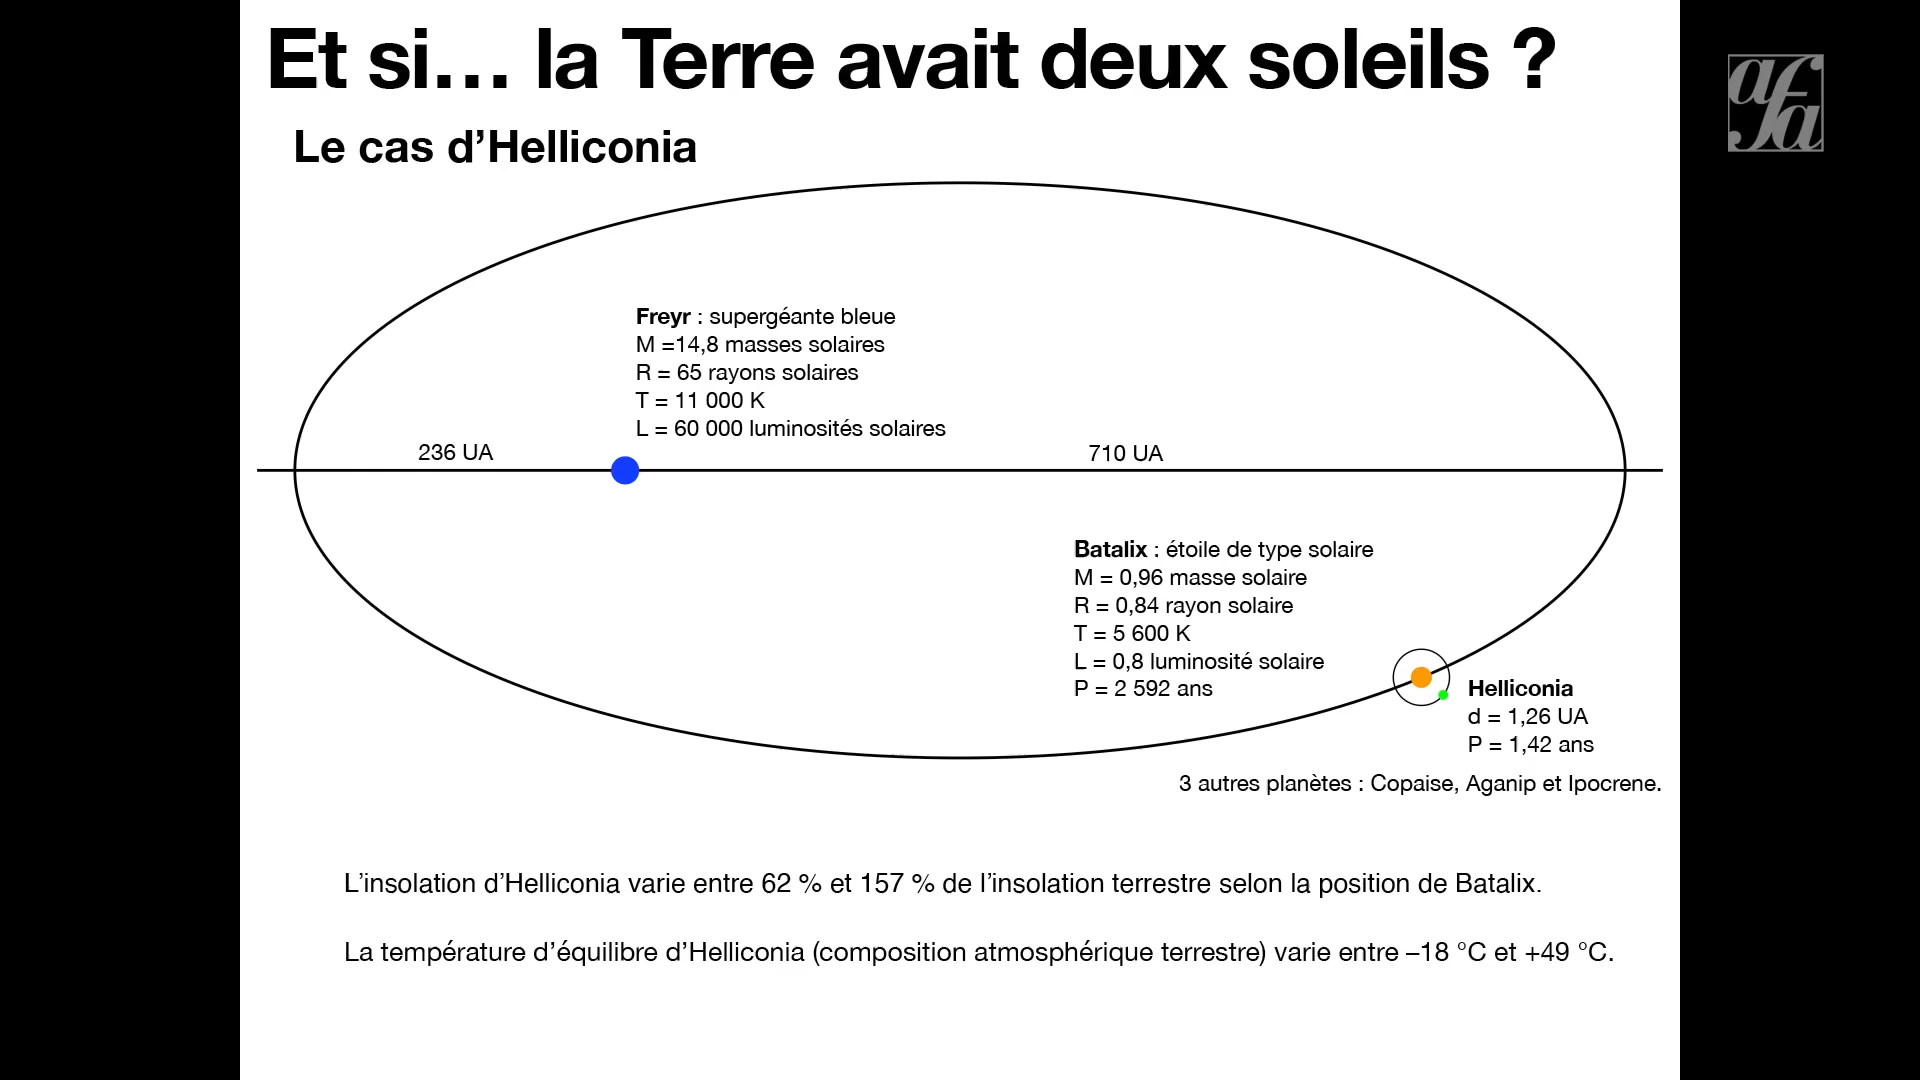 Et si… la Terre avait deux soleils ?
afa
Le cas d’Helliconia
Freyr : supergéante bleue
M =14,8 masses solaires
R = 65 rayons solaires
T = 11 000 K
L = 60 000 luminosités solaires
236 UA
710 UA
Batalix : étoile de type solaire
M = 0,96 masse solaire
R = 0,84 rayon solaire
T = 5 600 K
L = 0,8 luminosité solaire
P = 2 592 ans
Helliconia
d = 1,26 UA
P = 1,42 ans
3 autres planètes : Copaise, Aganip et Ipocrene.
L’insolation d’Helliconia varie entre 62 % et 157 % de l’insolation terrestre selon la position de Batalix.
La température d’équilibre d’Helliconia (composition atmosphérique terrestre) varie entre –18 °C et +49 °C.